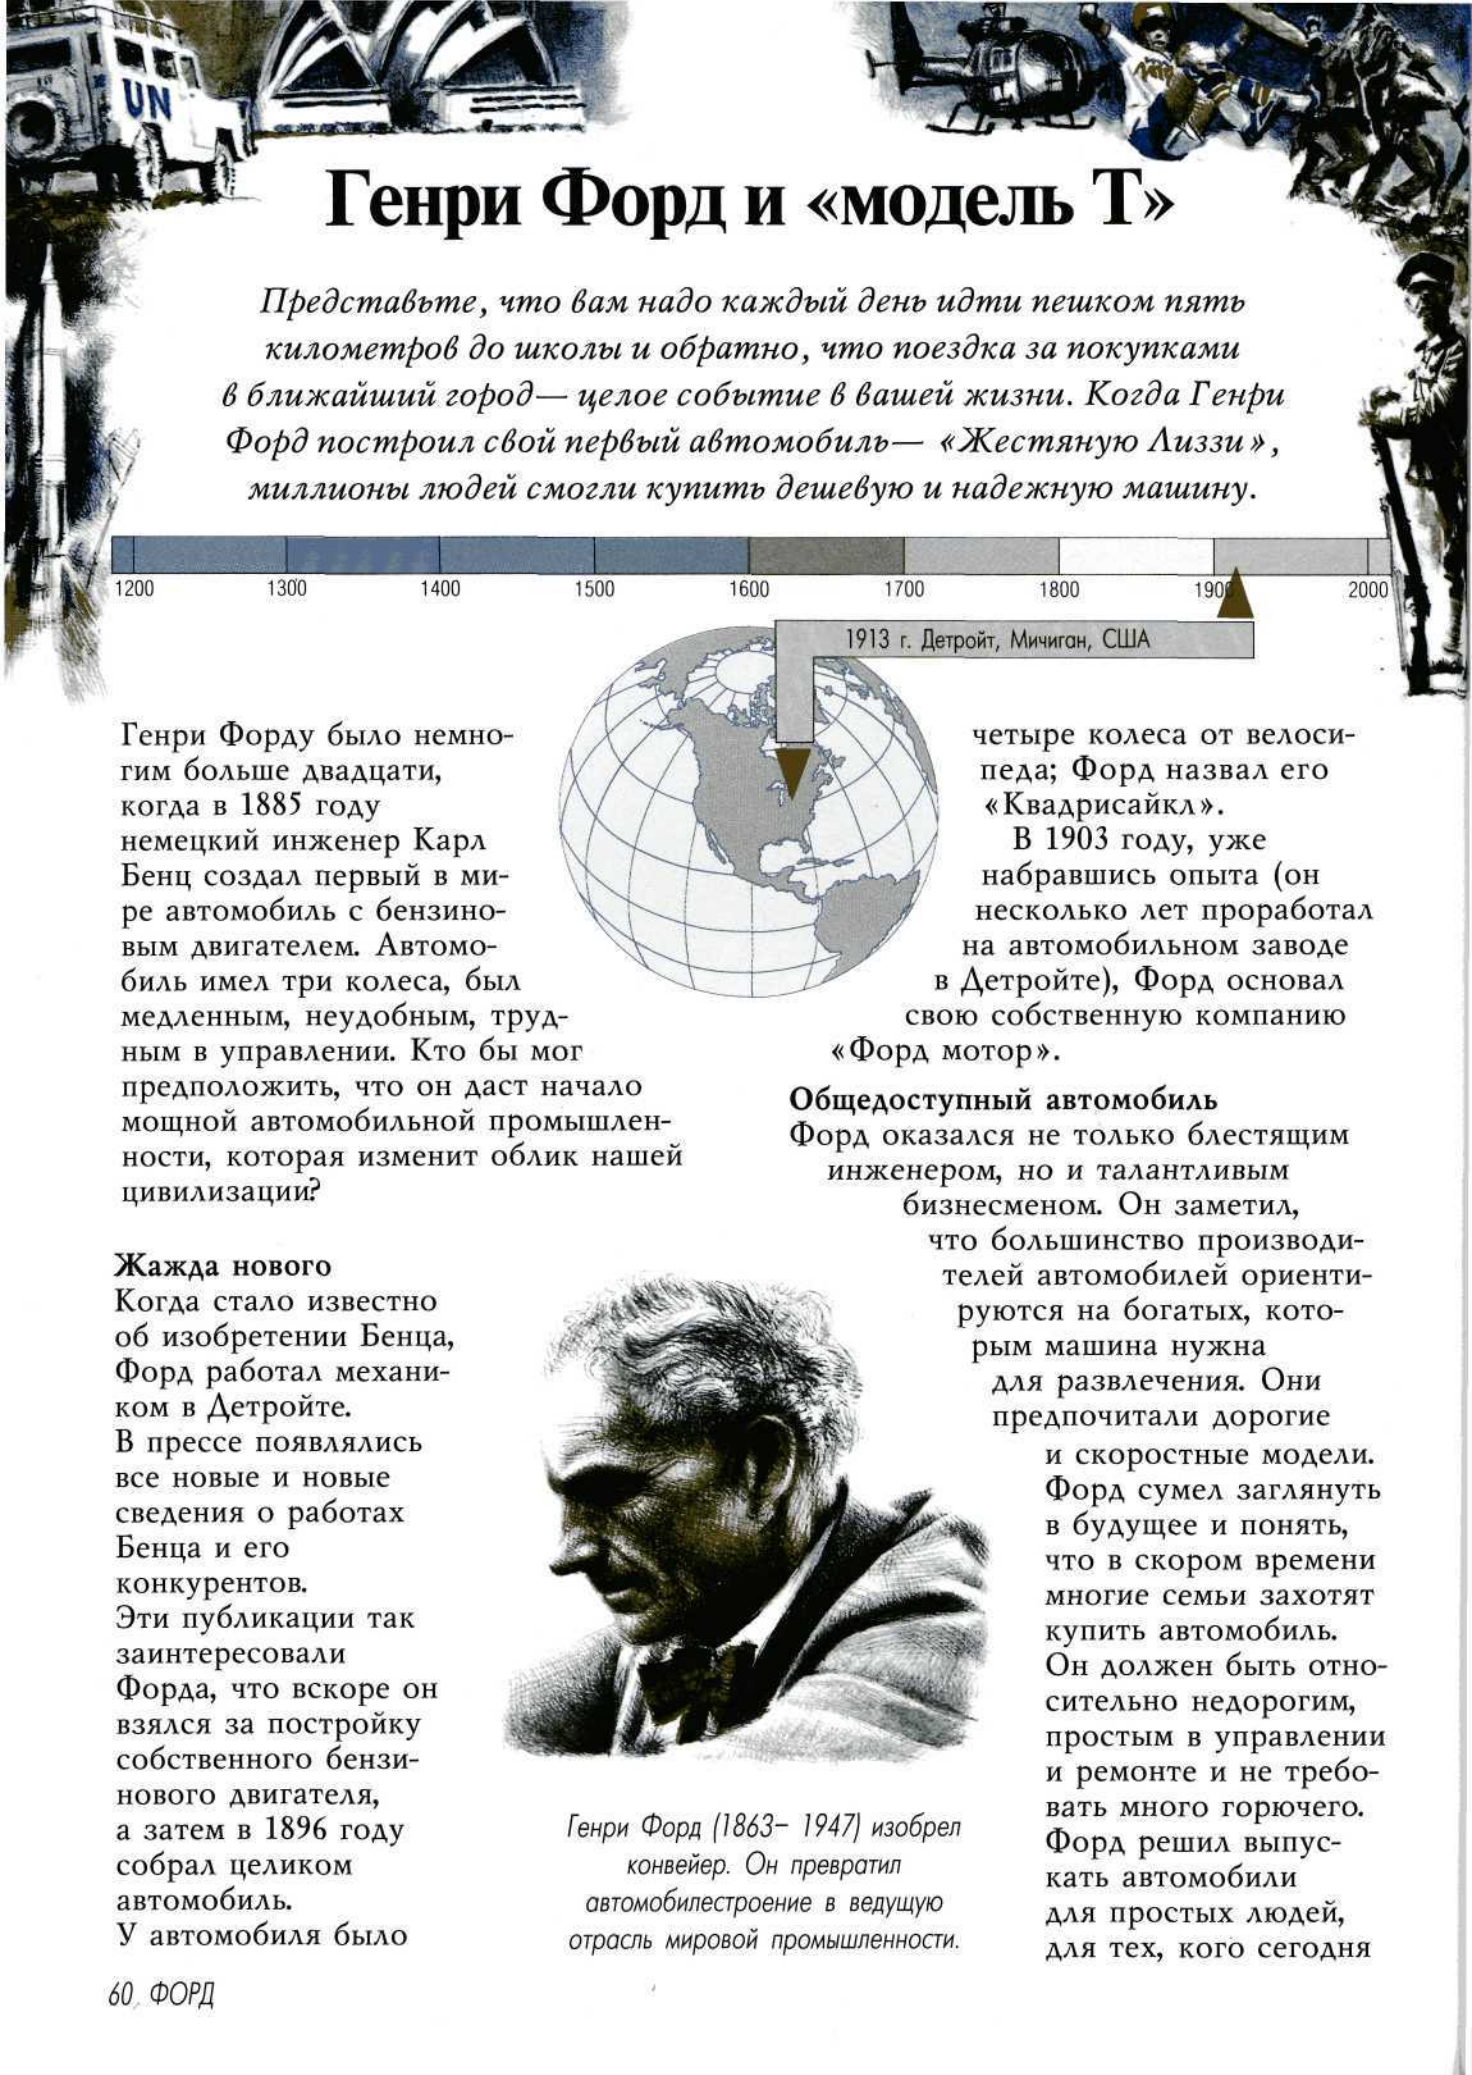 UN
Генри Форд и «модель Т»
Представьте, что вам надо каждый день идти пешком пять
километров до школы и обратно, что поездка за покупками
в ближайший город— целое событие в вашей жизни. Когда Генри
Форд построил свой первый автомобиль— «Жестяную Лиззи»,
миллионы людей смогли купить дешевую и надежную машину.
1200 1300 1400 1500 1600 1700 1800 1900 2000
1913 г. Детройт, Мичиган, США
Генри Форду было немно-
гим больше двадцати,
когда в 1885 году
немецкий инженер Карл
Бенц создал первый в ми-
ре автомобиль с бензино-
вым двигателем. Автомо-
биль имел три колеса, был
медленным, неудобным, труд-
ным в управлении. Кто бы мог
предположить, что он даст начало
мощной автомобильной промышлен-
ности, которая изменит облик нашей
цивилизации?
Жажда нового
Когда стало известно
об изобретении Бенца,
Форд работал механи-
ком в Детройте.
В прессе появлялись
все новые и новые
сведения о работах
Бенца и его
конкурентов.
Эти публикации так
заинтересовали
Форда, что вскоре он
взялся за постройку
собственного бензи-
нового двигателя,
а затем в 1896 году
собрал целиком
автомобиль.
У автомобиля было
четыре колеса от велоси-
педа; Форд назвал его
«Квадрисайкл».
В 1903 году, уже
набравшись опыта (он
несколько лет проработал
на автомобильном заводе
в Детройте), Форд основал
свою собственную компанию
«Форд мотор».
Общедоступный автомобиль
Форд оказался не только блестящим
инженером, но и талантливым
бизнесменом. Он заметил,
что большинство производи-
телей автомобилей ориенти-
руются на богатых, кото-
рым машина нужна
для развлечения. Они
предпочитали дорогие
и скоростные модели.
Форд сумел заглянуть
в будущее и понять,
что в скором времени
многие семьи захотят
купить автомобиль.
Он должен быть отно-
сительно недорогим,
простым в управлении
и ремонте и не требо-
вать много горючего.
Форд решил выпус-
кать автомобили
для простых людей,
для тех, кого сегодня
Генри Форд (1863– 1947) изобрел
конвейер. Он превратил
автомобилестроение в ведущую
отрасль мировой промышленности.
60, ФОРД